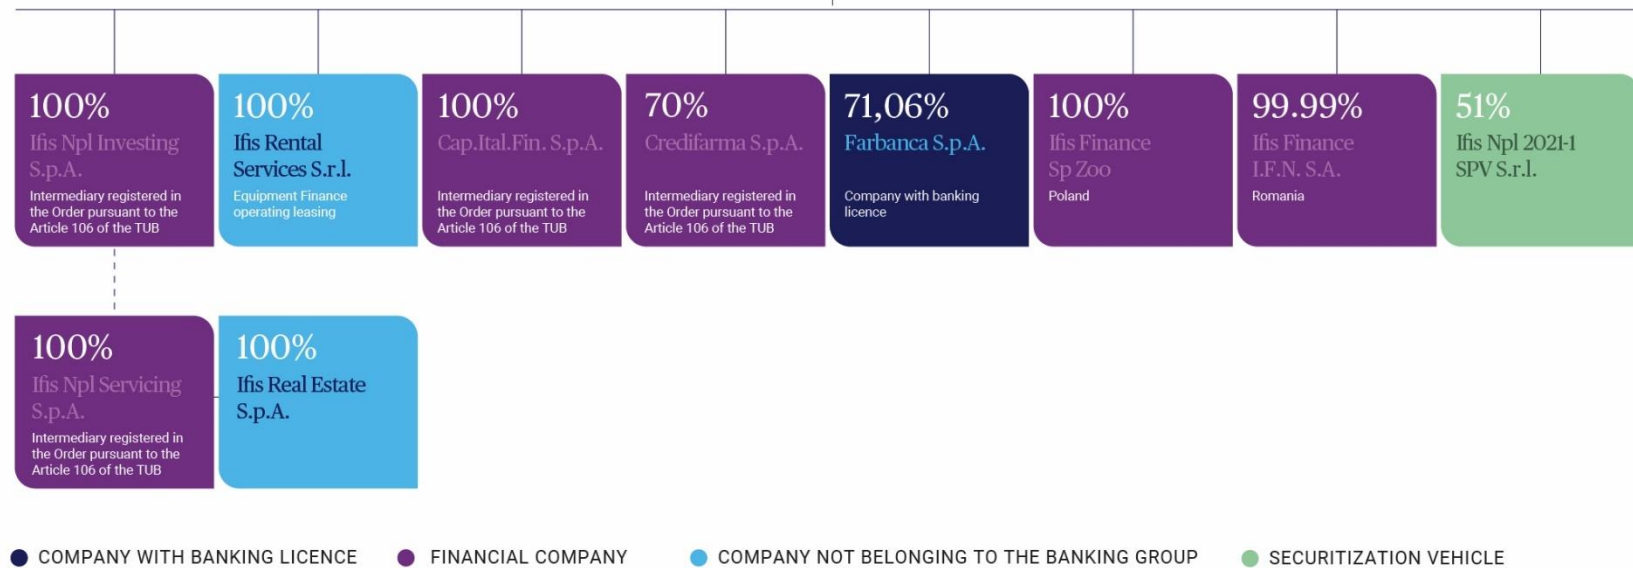 100%
Ifis Npl Investing
S.p.A.
Intermediary registered in
the Order pursuant to the
Article 106 of the TUB
100%
Ifis Rental
Services S.r.l.
Equipment Finance
operating leasing
100%
Cap.Ital.Fin. S.p.A.
Intermediary registered in
the Order pursuant to the
Article 106 of the TUB
70%
Credifarma S.p.A.
Intermediary registered in
the Order pursuant to the
Article 106 of the TUB
71,06%
Farbanca S.p.A.
Company with banking
licence
100%
Ifis Finance
Sp Zoo
Poland
99.99%
Ifis Finance
I.F.N. S.A.
Romania
51%
Ifis Npl 2021-1
SPV S.r.l.
100%
Ifis Npl Servicing
S.p.A.
Intermediary registered in
the Order pursuant to the
Article 106 of the TUB
100%
Ifis Real Estate
S.p.A.
COMPANY WITH BANKING LICENCE
FINANCIAL COMPANY
COMPANY NOT BELONGING TO THE BANKING GROUP
SECURITIZATION VEHICLE